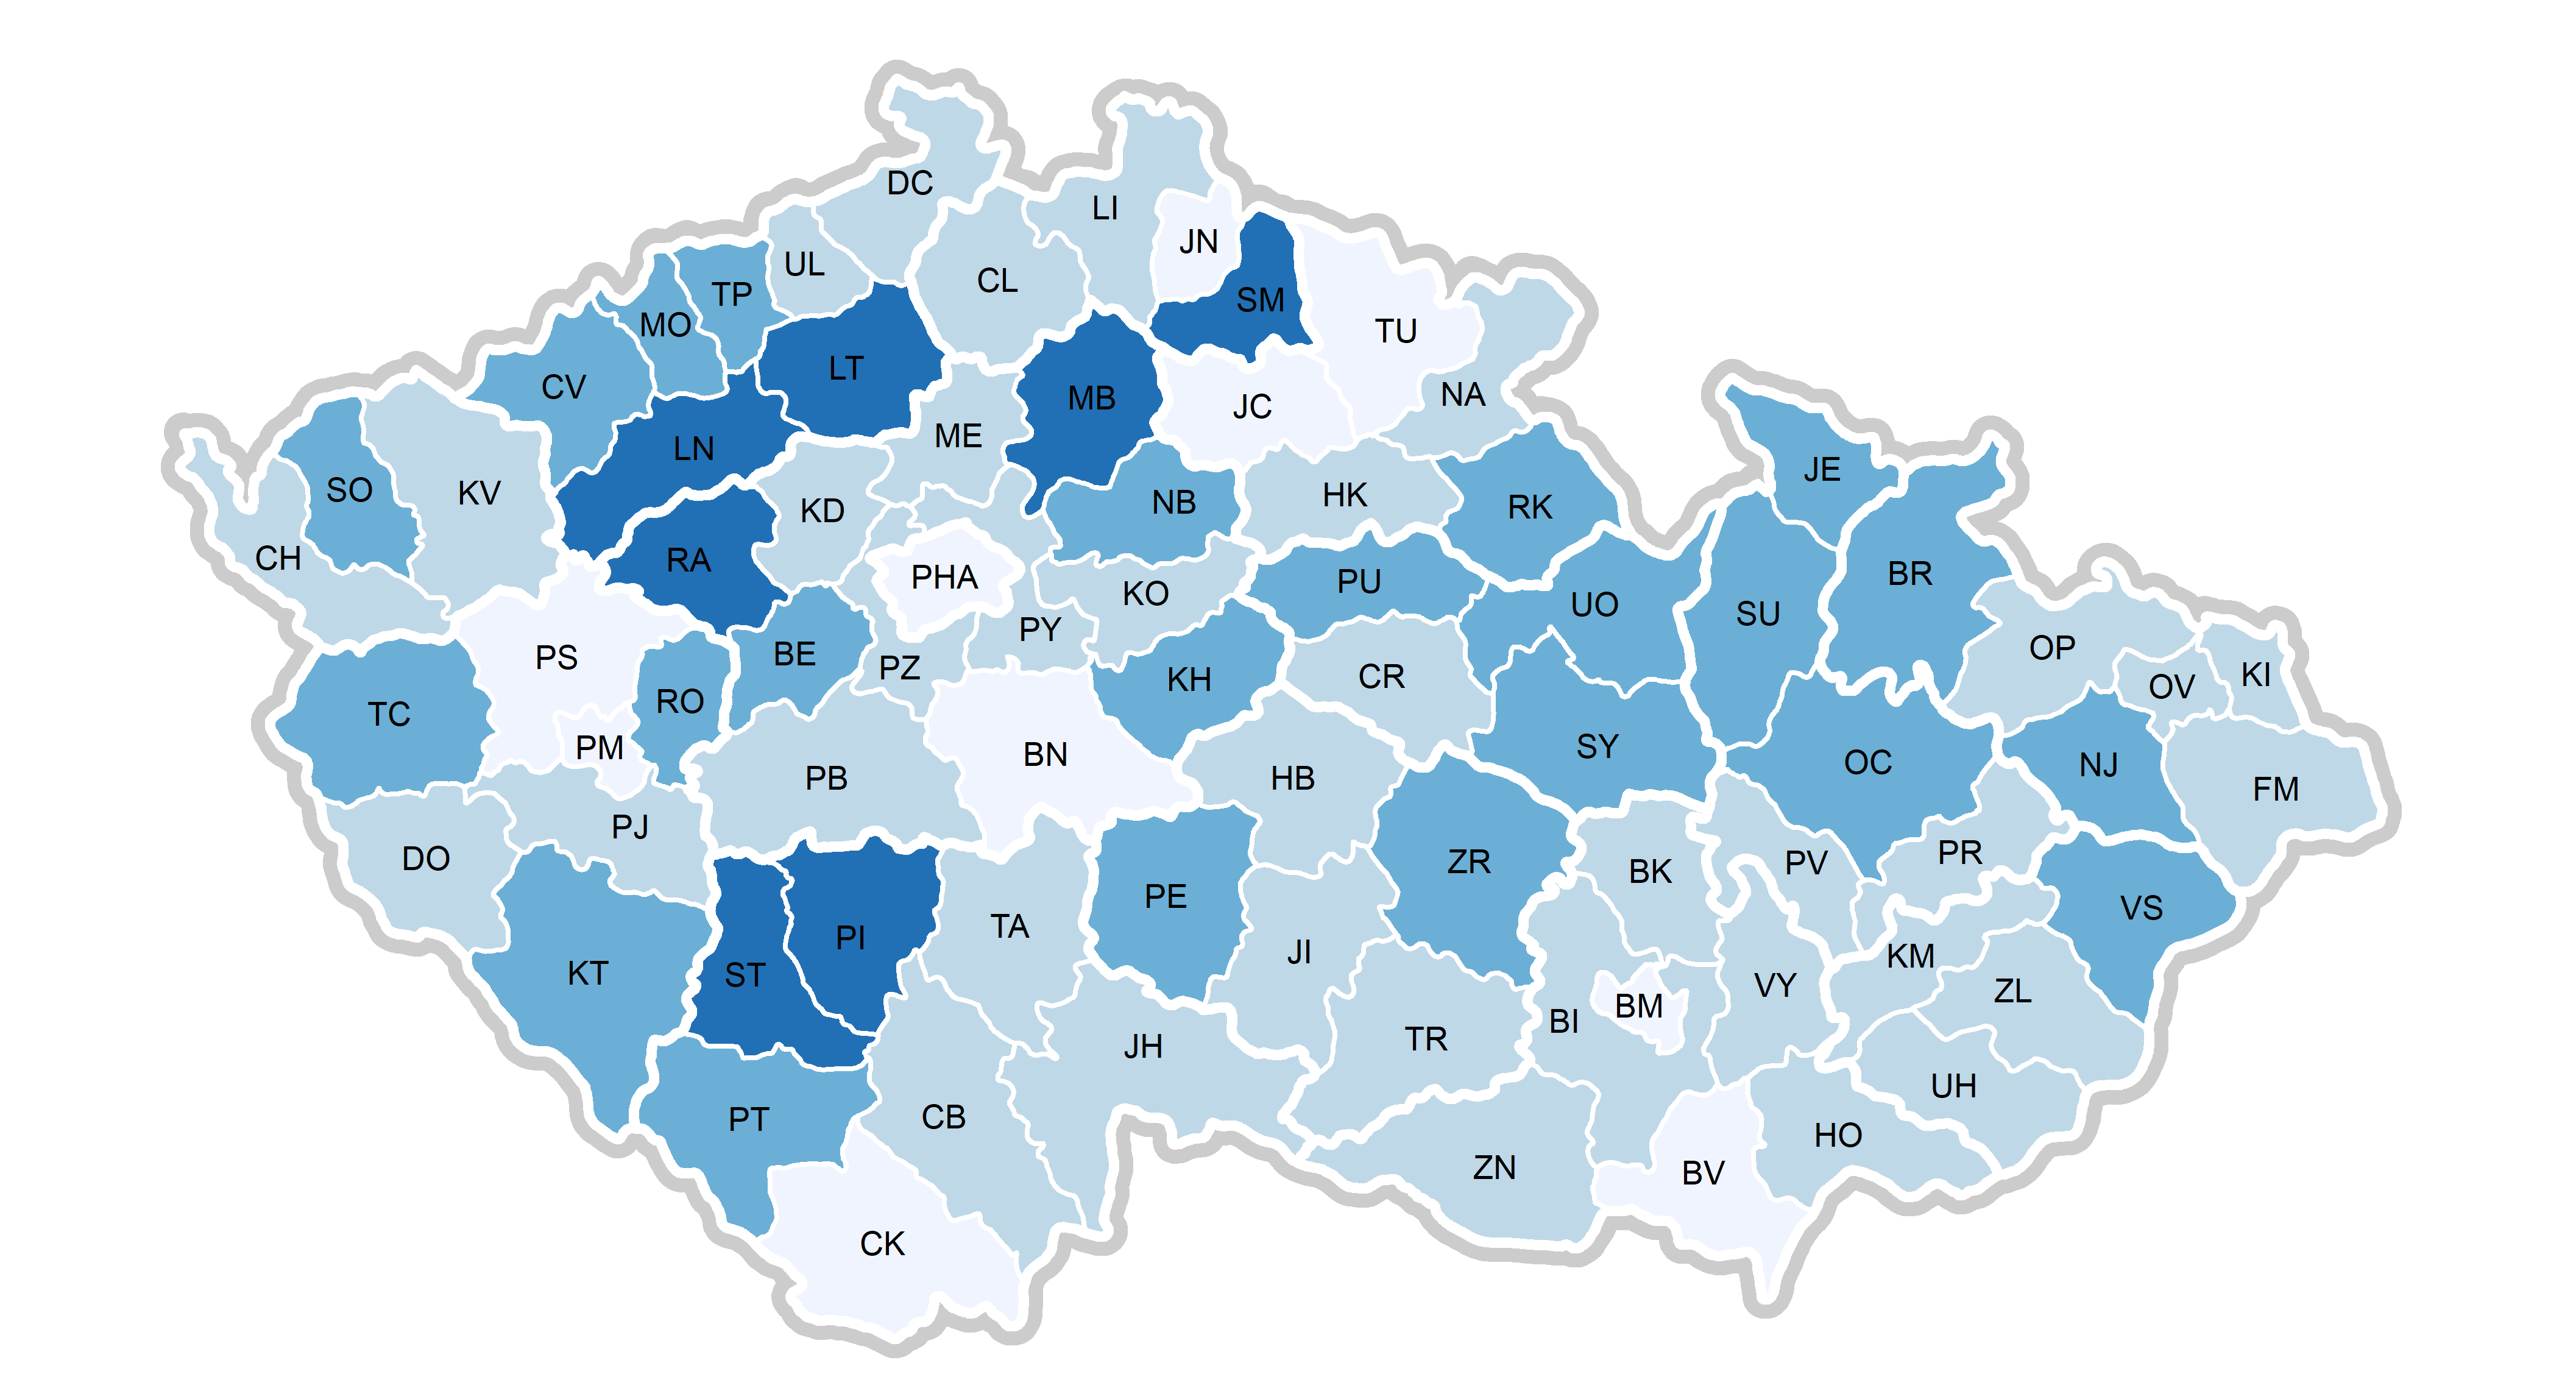 DC
LI
JN
UL
CL
TP
SM
MO
TU
LT
CV
MB
NA
JC
ME
LN
JE
SO
KV
HK
NB
RK
KD
CH
RA
BR
PHA
PU
KO
UO
SU
PY
OP
BE
PS
PZ
KI
CR
KH
OV
RO
TC
SY
PM
BN
OC
NJ
PB
HB
FM
PJ
PR
DO
ZR
PV
BK
PE
VS
TA
PI
JI
KM
KT
ST
VY
ZL
BM
BI
TR
JH
UH
CB
PT
HO
ZN
BV
CK